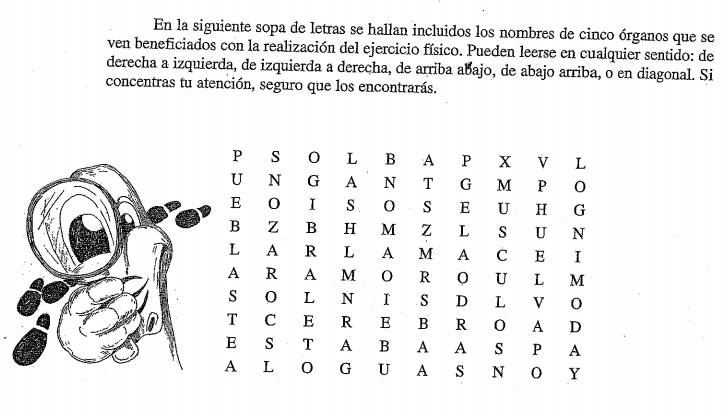 En la siguiente sopa de letras se hallan incluidos los nombres de cinco órganos que se
ven beneficiados con la realización del ejercicio físico. Pueden leerse en cualquier sentido: de
derecha a izquierda, de izquierda a derecha, de arriba abajo, de abajo arriba, o en diagonal. Si
concentras tu atención, seguro que los encontrarás.
P S O L B A P X V L
U N G A N T G M P O
E O I S O S E U H G
B Z B H M Z L S U N
L A R L A M A C E I
A R A M O R O U L M
S O L N I S D L V O
T C E R E B R O A D
E S T A B A A S P A
A L O G U A S N O Y